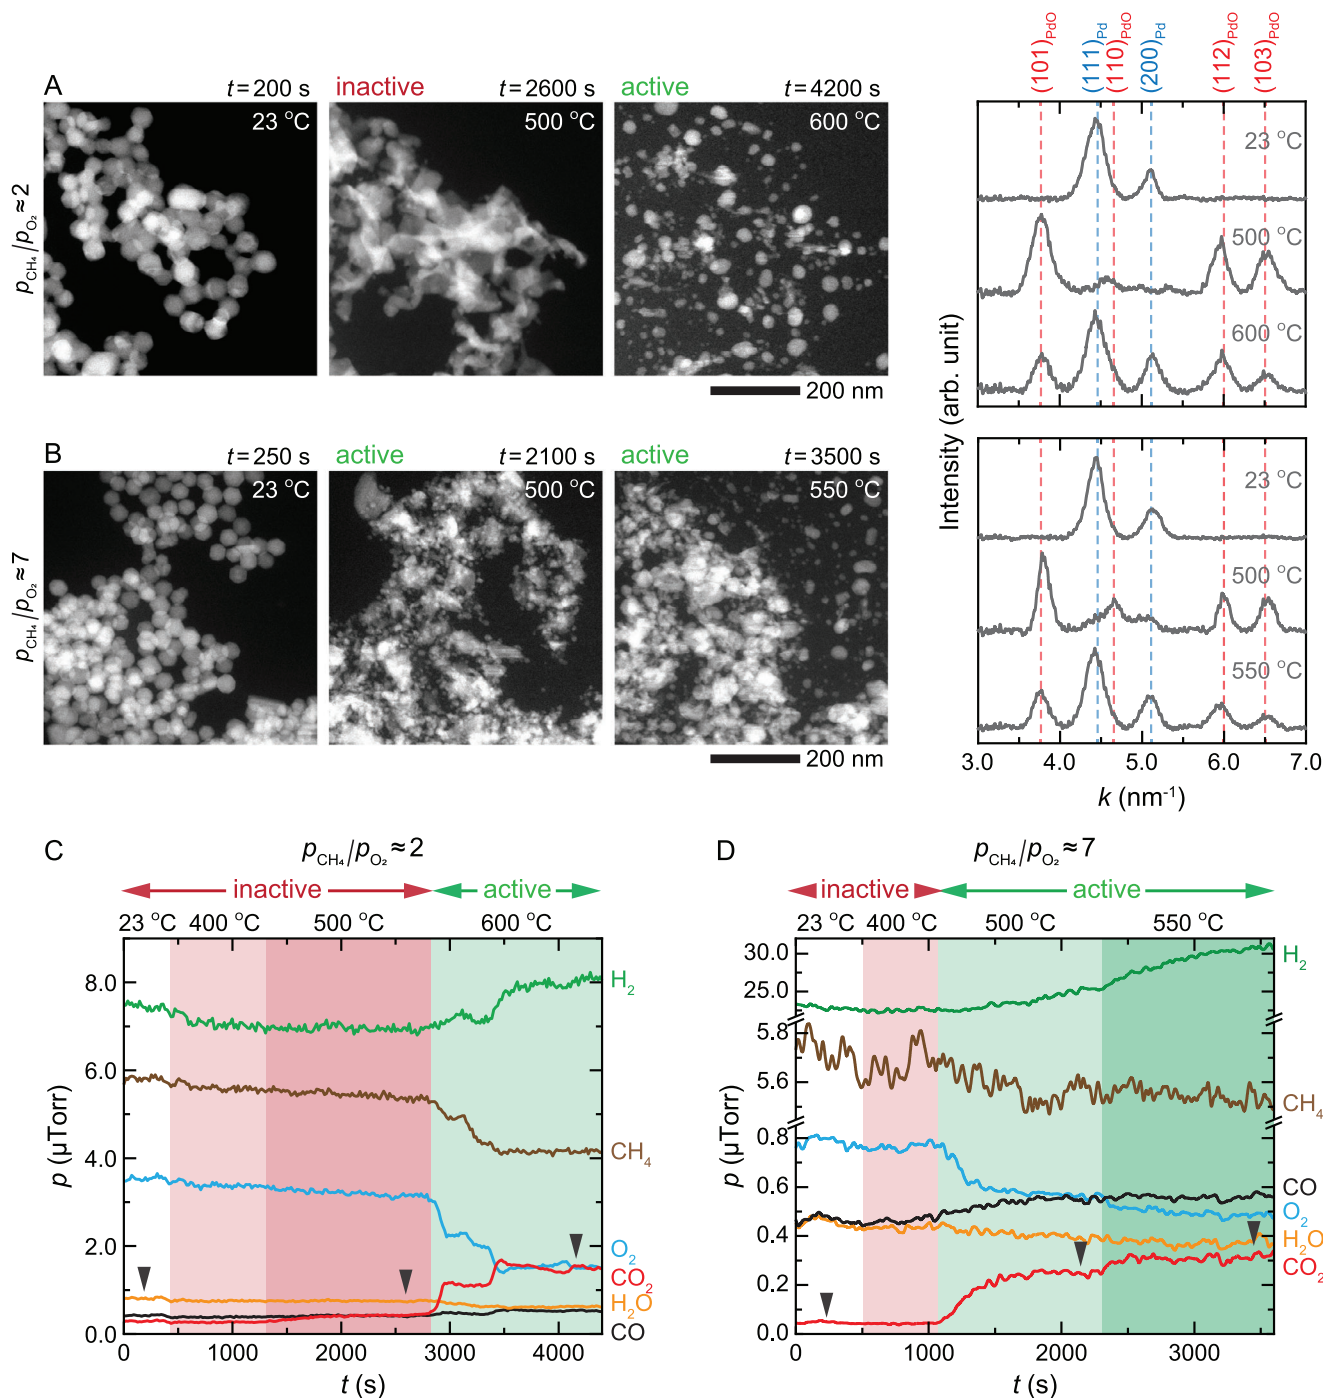 (101)PdO
(111)Pd
(110)PdO
(200)Pd
(112)PdO
(103)PdO
A
t = 200 s
23 °C
inactive
t = 2600 s
500 °C
active
t = 4200 s
600 °C
pCH₄/pO₂ ≈ 2
200 nm
23 °C
500 °C
600 °C
B
t = 250 s
23 °C
active
t = 2100 s
500 °C
active
t = 3500 s
550 °C
pCH₄/pO₂ ≈ 7
200 nm
Intensity (arb. unit)
23 °C
500 °C
550 °C
3.0 4.0 5.0 6.0 7.0
k (nm⁻¹)
C
pCH₄/pO₂ ≈ 2
inactive active
23 °C 400 °C 500 °C 600 °C
8.0
6.0
4.0
2.0
0.0
p (µTorr)
H₂
CH₄
O₂
CO₂
H₂O
CO
0 1000 2000 3000 4000
t (s)
D
pCH₄/pO₂ ≈ 7
inactive active
23 °C 400 °C 500 °C 550 °C
30.0
25.0
5.8
5.6
0.8
0.6
0.4
0.2
0.0
p (µTorr)
H₂
CH₄
CO
O₂
H₂O
CO₂
0 1000 2000 3000
t (s)